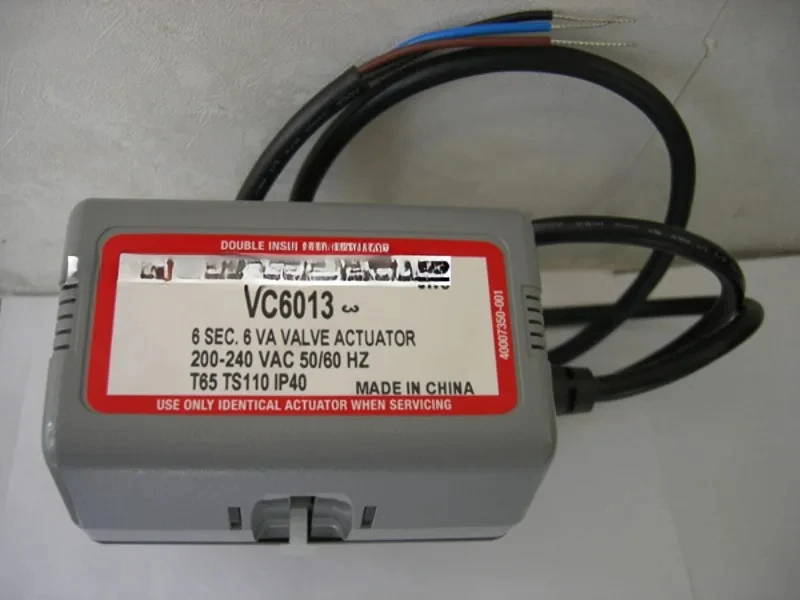 DOUBLE
VC6013
6 SEC. 6 VA VALVE ACTUATOR
200-240 VAC 50/60 HZ
T65 TS110 IP40
MADE IN CHINA
USE ONLY IDENTICAL ACTUATOR WHEN SERVICING
40007350-001